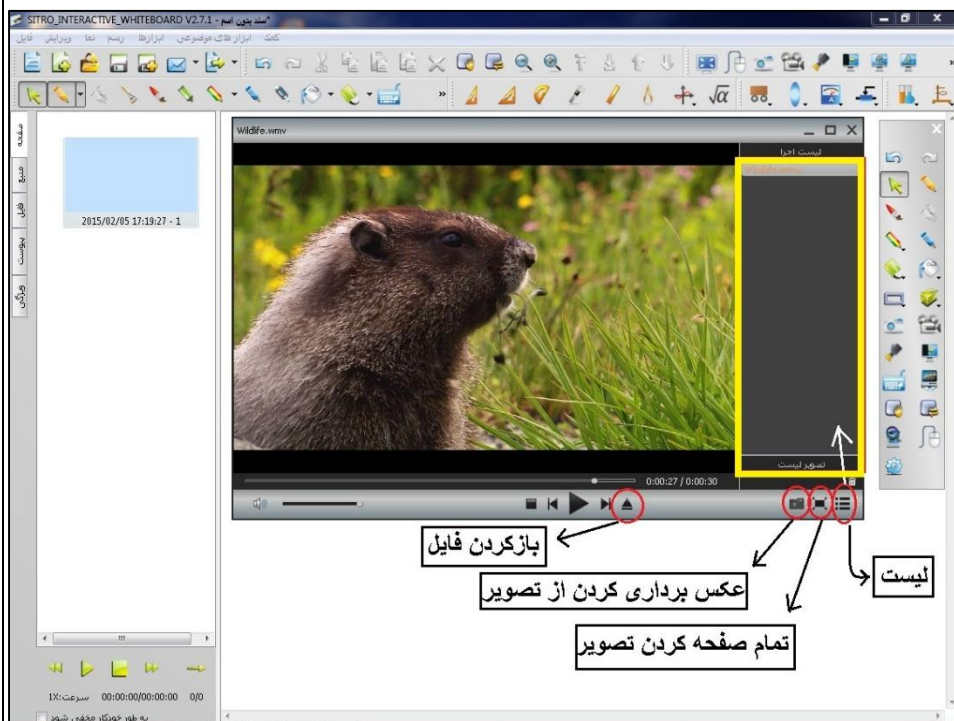 SITRO_INTERACTIVE_WHITEBOARD V2.7.1 - سند بدون اسم*
فایل ویرایش نما رسم ابزارها ابزار های موضوعی کمک
صفحه
منبع
فایل
پیوست
ویژگی
2015/02/05 17:19:27 - 1
Wildlife.wmv
لیست اجرا
Wildlife.wmv
تصویر لیست
0:00:27 / 0:00:30
بازکردن فایل
لیست
عکس برداری کردن از تصویر
تمام صفحه کردن تصویر
سرعت:1X 00:00:00/00:00:00 0/0
به طور خودکار مخفی شود